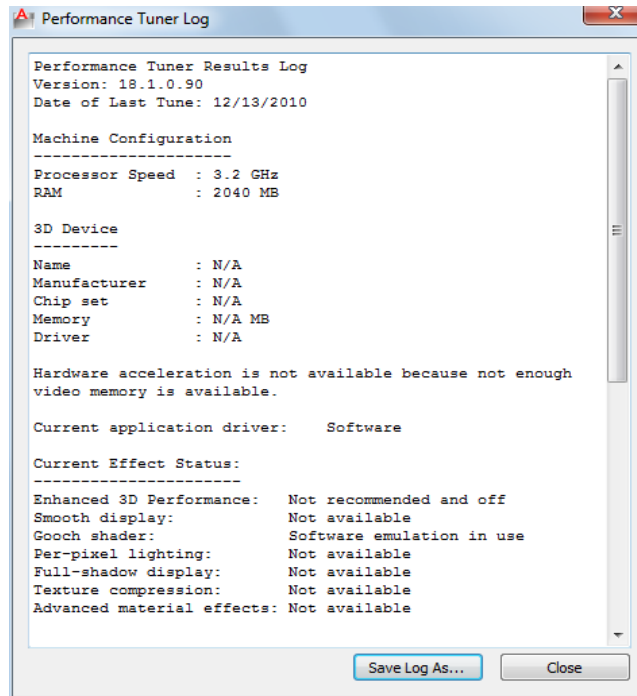 Performance Tuner Log
Performance Tuner Results Log
Version: 18.1.0.90
Date of Last Tune: 12/13/2010
Machine Configuration
---------------------
Processor Speed  : 3.2 GHz
RAM              : 2040 MB
3D Device
---------
Name             : N/A
Manufacturer     : N/A
Chip set         : N/A
Memory           : N/A MB
Driver           : N/A
Hardware acceleration is not available because not enough
video memory is available.
Current application driver:    Software
Current Effect Status:
----------------------
Enhanced 3D Performance:   Not recommended and off
Smooth display:            Not available
Gooch shader:              Software emulation in use
Per-pixel lighting:        Not available
Full-shadow display:       Not available
Texture compression:       Not available
Advanced material effects: Not available
Save Log As... Close